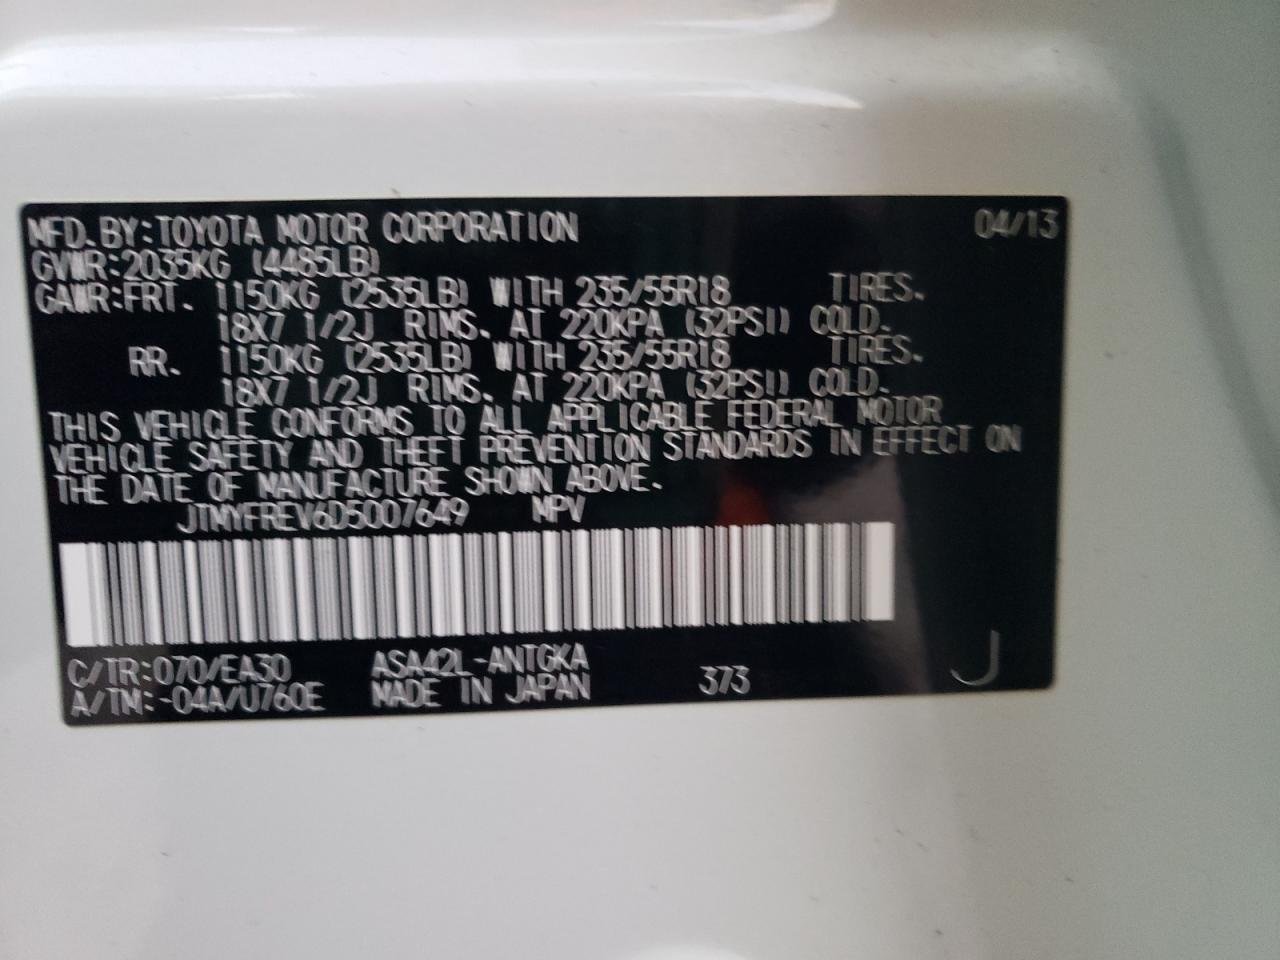 MFD. BY:TOYOTA MOTOR CORPORATION 04/13
GVWR:2035KG (4485LB)
GAWR:FRT. 1150KG (2535LB) WITH 235/55R18 TIRES.
18X7 1/2J RIMS. AT 220KPA (32PSI) COLD.
RR. 1150KG (2535LB) WITH 235/55R18 TIRES.
18X7 1/2J RIMS. AT 220KPA (32PSI) COLD.
THIS VEHICLE CONFORMS TO ALL APPLICABLE FEDERAL MOTOR
VEHICLE SAFETY AND THEFT PREVENTION STANDARDS IN EFFECT ON
THE DATE OF MANUFACTURE SHOWN ABOVE.
JTMYFREV6D5007649 MPV
C/TR:070/EA30 ASA42L-ANTGKA
A/TM:-04A/U760E MADE IN JAPAN 373 J